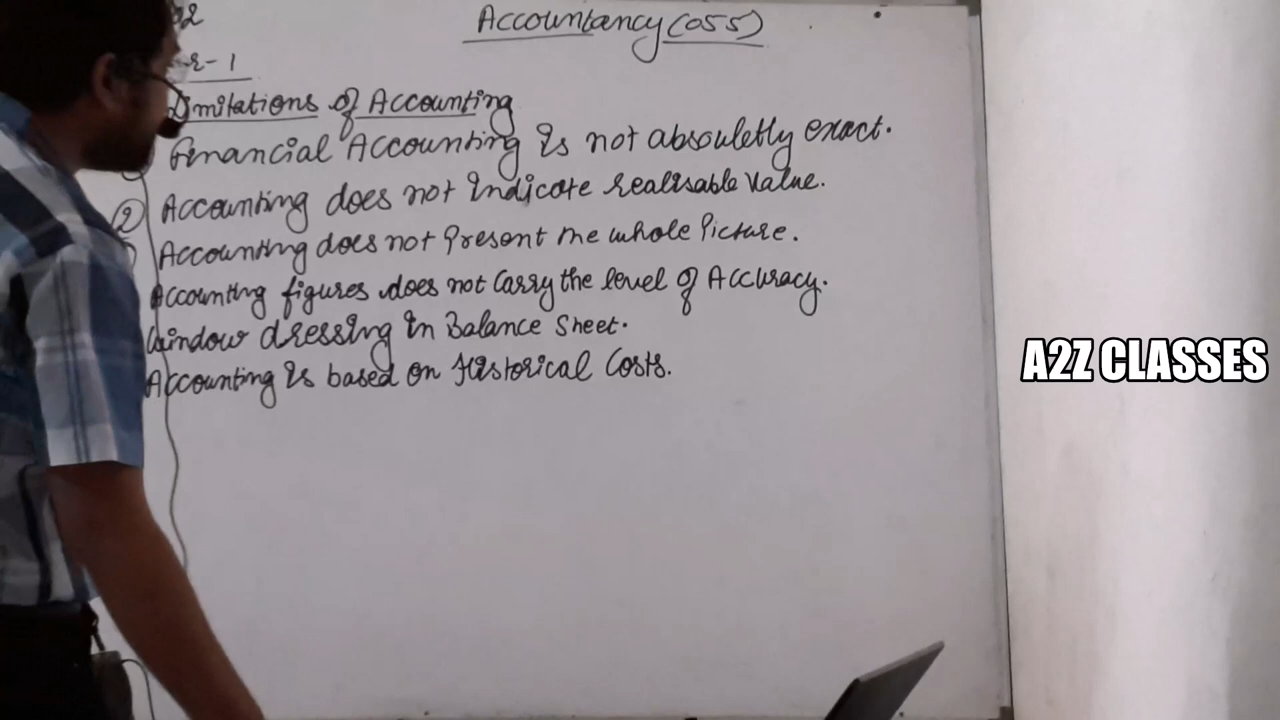 Accountancy (055)
Limitations of Accounting
Financial Accounting is not absouletly exact.
② Accounting does not indicate realisable Value.
Accounting does not Present the whole Picture.
Accounting figures does not Carry the level of Accuracy.
Window dressing in Balance Sheet.
Accounting is based on Historical Costs.
A2Z CLASSES